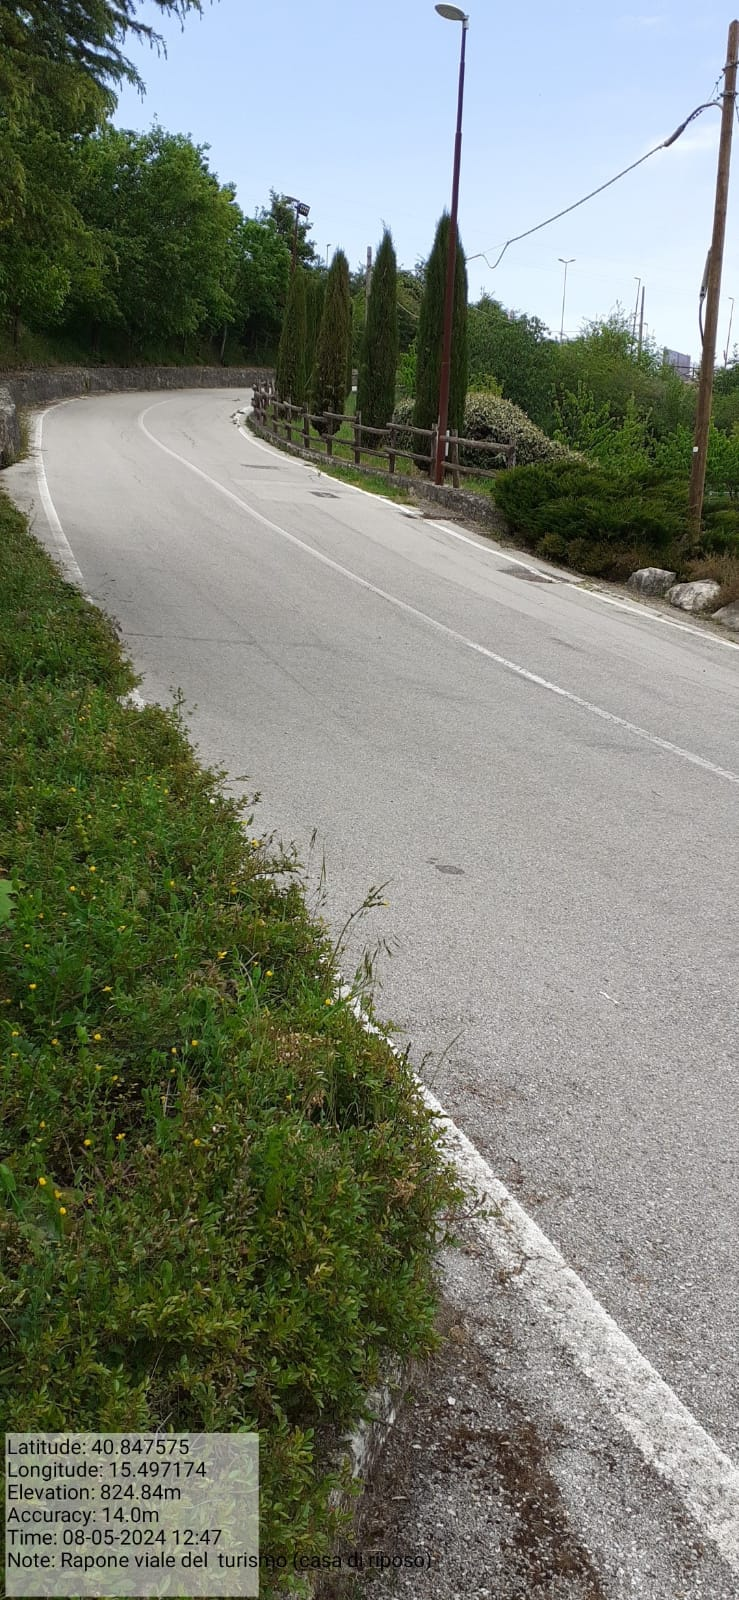 Latitude: 40.847575
Longitude: 15.497174
Elevation: 824.84m
Accuracy: 14.0m
Time: 08-05-2024 12:47
Note: Rapone viale del  turismo (casa di riposo)